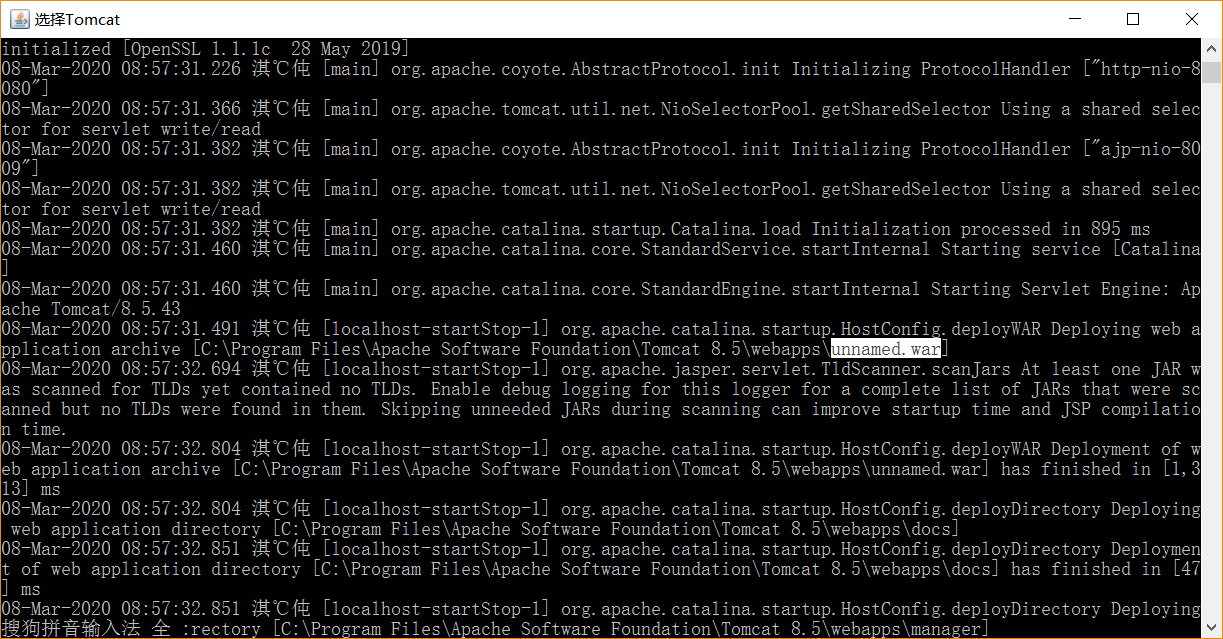 选择Tomcat
initialized [OpenSSL 1.1.1c  28 May 2019]
08-Mar-2020 08:57:31.226 淇℃伅 [main] org.apache.coyote.AbstractProtocol.init Initializing ProtocolHandler ["http-nio-8
080"]
08-Mar-2020 08:57:31.366 淇℃伅 [main] org.apache.tomcat.util.net.NioSelectorPool.getSharedSelector Using a shared selec
tor for servlet write/read
08-Mar-2020 08:57:31.382 淇℃伅 [main] org.apache.coyote.AbstractProtocol.init Initializing ProtocolHandler ["ajp-nio-80
09"]
08-Mar-2020 08:57:31.382 淇℃伅 [main] org.apache.tomcat.util.net.NioSelectorPool.getSharedSelector Using a shared selec
tor for servlet write/read
08-Mar-2020 08:57:31.382 淇℃伅 [main] org.apache.catalina.startup.Catalina.load Initialization processed in 895 ms
08-Mar-2020 08:57:31.460 淇℃伅 [main] org.apache.catalina.core.StandardService.startInternal Starting service [Catalina
]
08-Mar-2020 08:57:31.460 淇℃伅 [main] org.apache.catalina.core.StandardEngine.startInternal Starting Servlet Engine: Ap
ache Tomcat/8.5.43
08-Mar-2020 08:57:31.491 淇℃伅 [localhost-startStop-1] org.apache.catalina.startup.HostConfig.deployWAR Deploying web a
pplication archive [C:\Program Files\Apache Software Foundation\Tomcat 8.5\webapps\unnamed.war]
08-Mar-2020 08:57:32.694 淇℃伅 [localhost-startStop-1] org.apache.jasper.servlet.TldScanner.scanJars At least one JAR w
as scanned for TLDs yet contained no TLDs. Enable debug logging for this logger for a complete list of JARs that were sc
anned but no TLDs were found in them. Skipping unneeded JARs during scanning can improve startup time and JSP compilatio
n time.
08-Mar-2020 08:57:32.804 淇℃伅 [localhost-startStop-1] org.apache.catalina.startup.HostConfig.deployWAR Deployment of w
eb application archive [C:\Program Files\Apache Software Foundation\Tomcat 8.5\webapps\unnamed.war] has finished in [1,3
13] ms
08-Mar-2020 08:57:32.804 淇℃伅 [localhost-startStop-1] org.apache.catalina.startup.HostConfig.deployDirectory Deploying
 web application directory [C:\Program Files\Apache Software Foundation\Tomcat 8.5\webapps\docs]
08-Mar-2020 08:57:32.851 淇℃伅 [localhost-startStop-1] org.apache.catalina.startup.HostConfig.deployDirectory Deploymen
t of web application directory [C:\Program Files\Apache Software Foundation\Tomcat 8.5\webapps\docs] has finished in [47
] ms
08-Mar-2020 08:57:32.851 淇℃伅 [localhost-startStop-1] org.apache.catalina.startup.HostConfig.deployDirectory Deploying
搜狗拼音输入法 全 :rectory [C:\Program Files\Apache Software Foundation\Tomcat 8.5\webapps\manager]